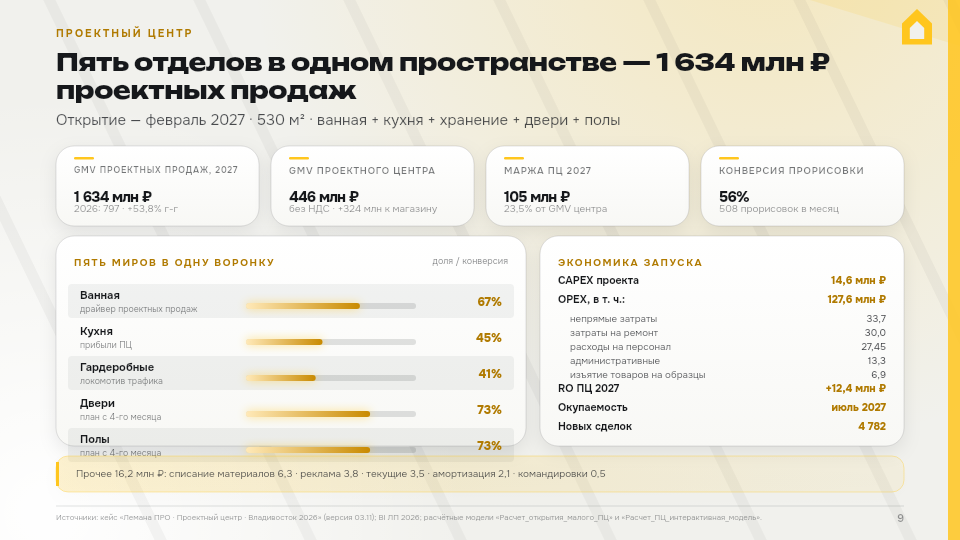 ПРОЕКТНЫЙ ЦЕНТР
Пять отделов в одном пространстве — 1 634 млн ₽
проектных продаж
Открытие — февраль 2027 · 530 м² · ванная + кухня + хранение + двери + полы
GMV ПРОЕКТНЫХ ПРОДАЖ, 2027
1 634 млн ₽
2026: 797 · +53,8% г-г
GMV ПРОЕКТНОГО ЦЕНТРА
446 млн ₽
без НДС · +324 млн к магазину
МАРЖА ПЦ 2027
105 млн ₽
23,5% от GMV центра
КОНВЕРСИЯ ПРОРИСОВКИ
56%
508 прорисовок в месяц
ПЯТЬ МИРОВ В ОДНУ ВОРОНКУ
доля / конверсия
Ванная
драйвер проектных продаж
67%
Кухня
прибыли ПЦ
45%
Гардеробные
локомотив трафика
41%
Двери
план с 4-го месяца
73%
Полы
план с 4-го месяца
73%
ЭКОНОМИКА ЗАПУСКА
CAPEX проекта 14,6 млн ₽
OPEX, в т. ч.: 127,6 млн ₽
непрямые затраты 33,7
затраты на ремонт 30,0
расходы на персонал 27,45
административные 13,3
изъятие товаров на образцы 6,9
RO ПЦ 2027 +12,4 млн ₽
Окупаемость июль 2027
Новых сделок 4 782
Прочее 16,2 млн ₽: списание материалов 6,3 · реклама 3,8 · текущие 3,5 · амортизация 2,1 · командировки 0,5
Источники: кейс «Лемана ПРО · Проектный центр · Владивосток 2026» (версия 03.11); BI ЛП 2026; расчётные модели «Расчет_открытия_малого_ПЦ» и «Расчет_ПЦ_интерактивная_модель».
9